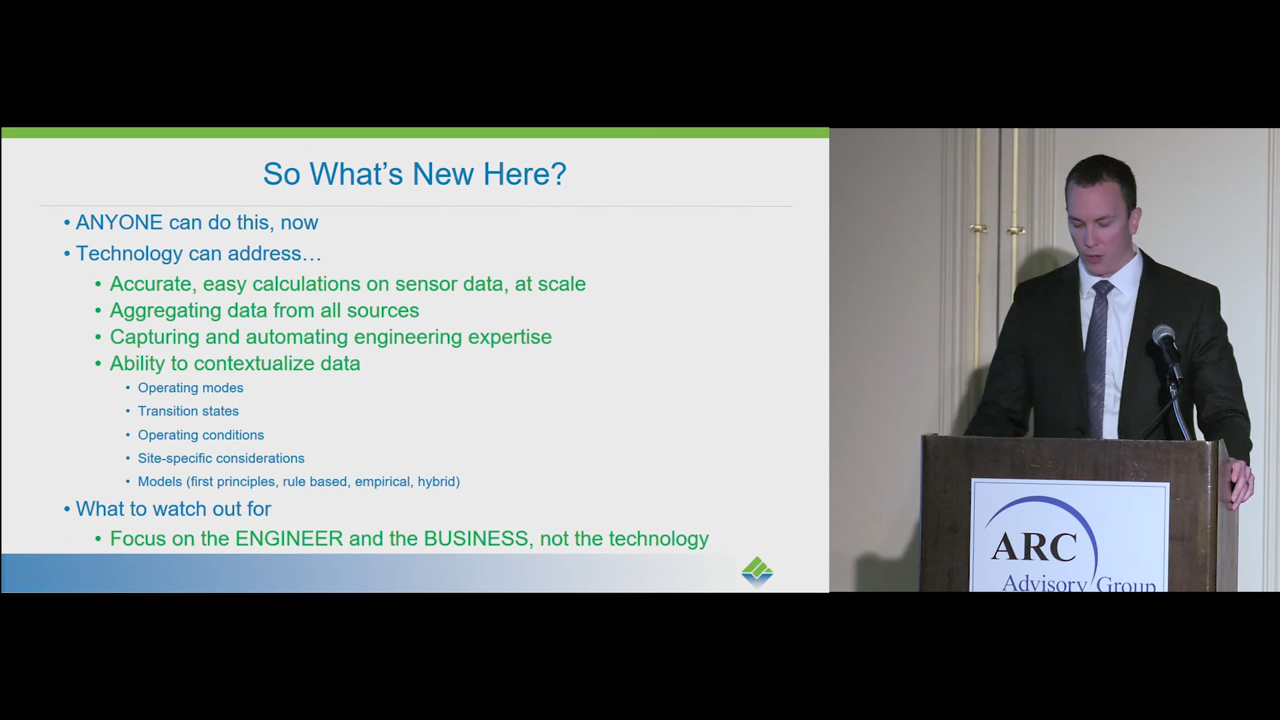 So What's New Here?
• ANYONE can do this, now
• Technology can address…
• Accurate, easy calculations on sensor data, at scale
• Aggregating data from all sources
• Capturing and automating engineering expertise
• Ability to contextualize data
• Operating modes
• Transition states
• Operating conditions
• Site-specific considerations
• Models (first principles, rule based, empirical, hybrid)
• What to watch out for
• Focus on the ENGINEER and the BUSINESS, not the technology
ARC
Advisory Group